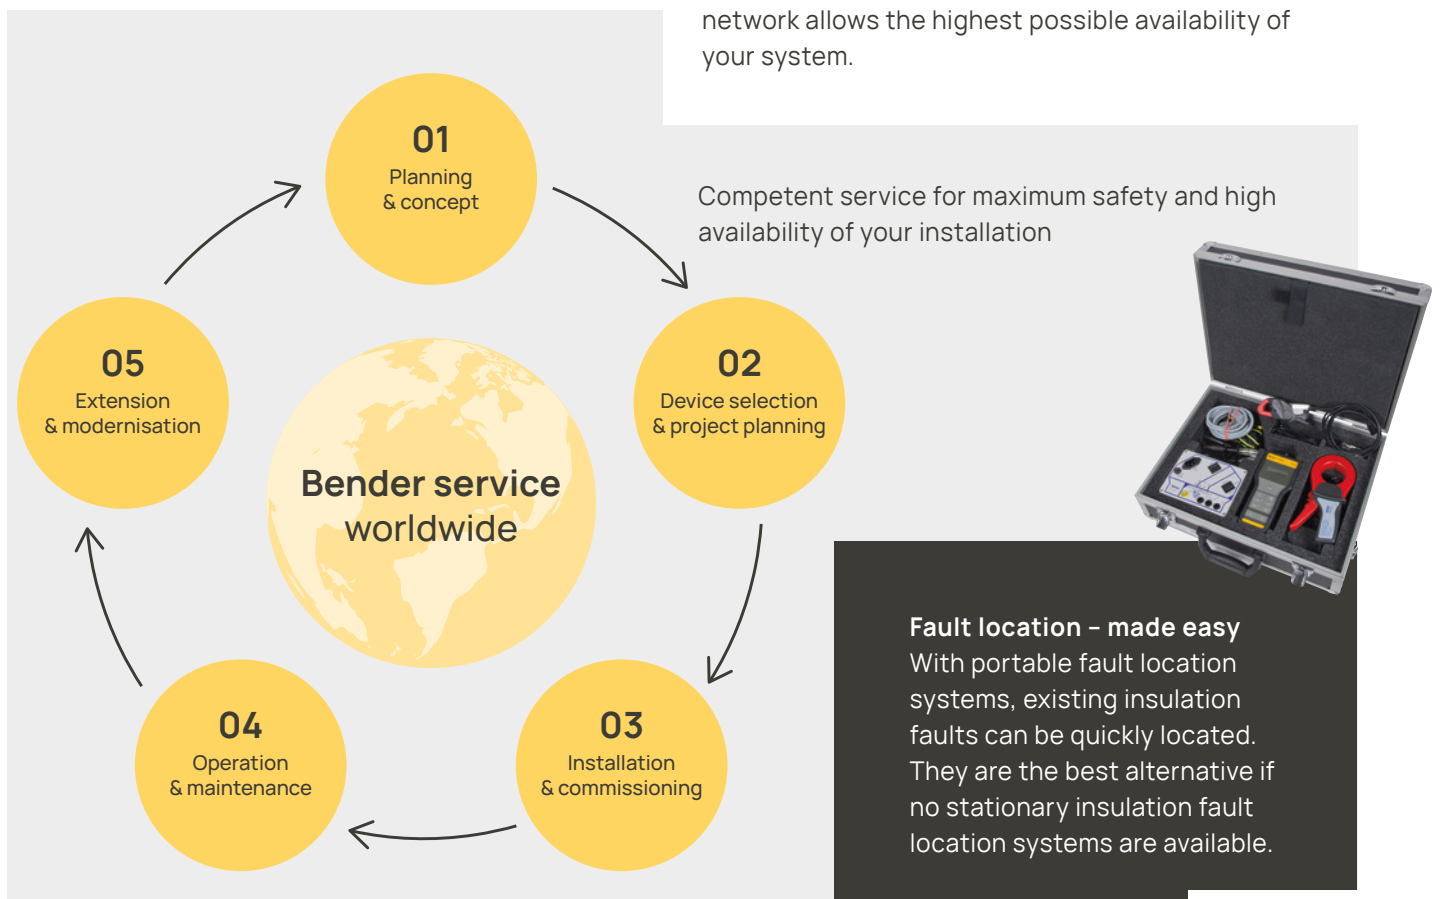 network allows the highest possible availability of
your system.
Competent service for maximum safety and high
availability of your installation
01
Planning
& concept
02
Device selection
& project planning
03
Installation
& commissioning
04
Operation
& maintenance
05
Extension
& modernisation
Bender service
worldwide
Fault location – made easy
With portable fault location
systems, existing insulation
faults can be quickly located.
They are the best alternative if
no stationary insulation fault
location systems are available.